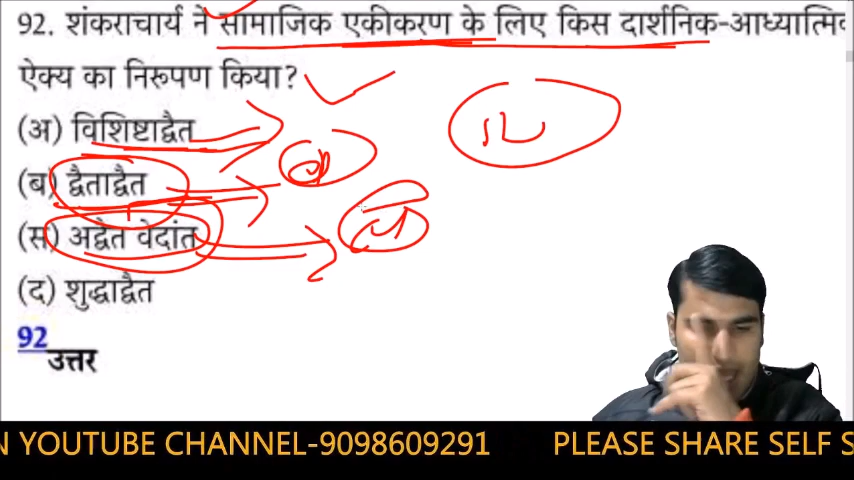 92. शंकराचार्य ने सामाजिक एकीकरण के लिए किस दार्शनिक-आध्यात्मिक
ऐक्य का निरूपण किया?
(अ) विशिष्टाद्वैत
(ब) द्वैताद्वैत
(स) अद्वैत वेदांत
(द) शुद्धाद्वैत
92
उत्तर
N YOUTUBE CHANNEL-9098609291 PLEASE SHARE SELF S